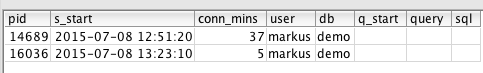 pid s_start conn_mins user db q_start query sql
14689 2015-07-08 12:51:20 37 markus demo
16036 2015-07-08 13:23:10 5 markus demo